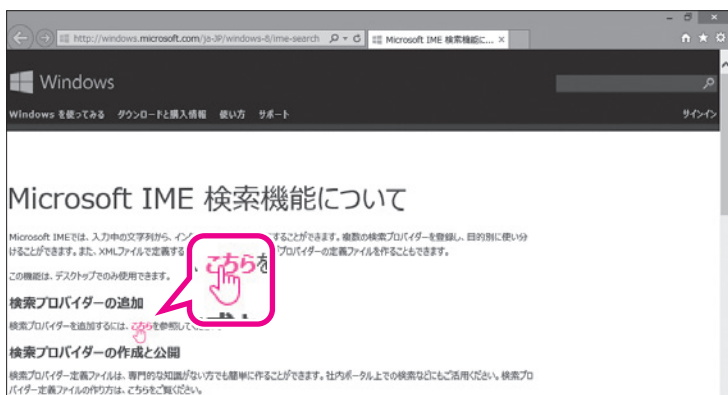 http://windows.microsoft.com/ja-JP/windows-8/ime-search
Microsoft IME 検索機能に...
Windows
Windows を使ってみる ダウンロードと購入情報 使い方 サポート サインイン
Microsoft IME 検索機能について
Microsoft IMEでは、入力中の文字列から、イン することができます。複数の検索プロバイダーを登録し、目的別に使い分
けることができます。また、XMLファイルで定義する プロバイダーの定義ファイルを作ることもできます。
この機能は、デスクトップでのみ使用できます。
、こちらを
検索プロバイダーの追加
検索プロバイダーを追加するには、こちらを参照して
検索プロバイダーの作成と公開
検索プロバイダー定義ファイルは、専門的な知識がない方でも簡単に作ることができます。社内ポータル上での検索などにもご活用ください。検索プロ
バイダー定義ファイルの作り方は、こちらをご覧ください。